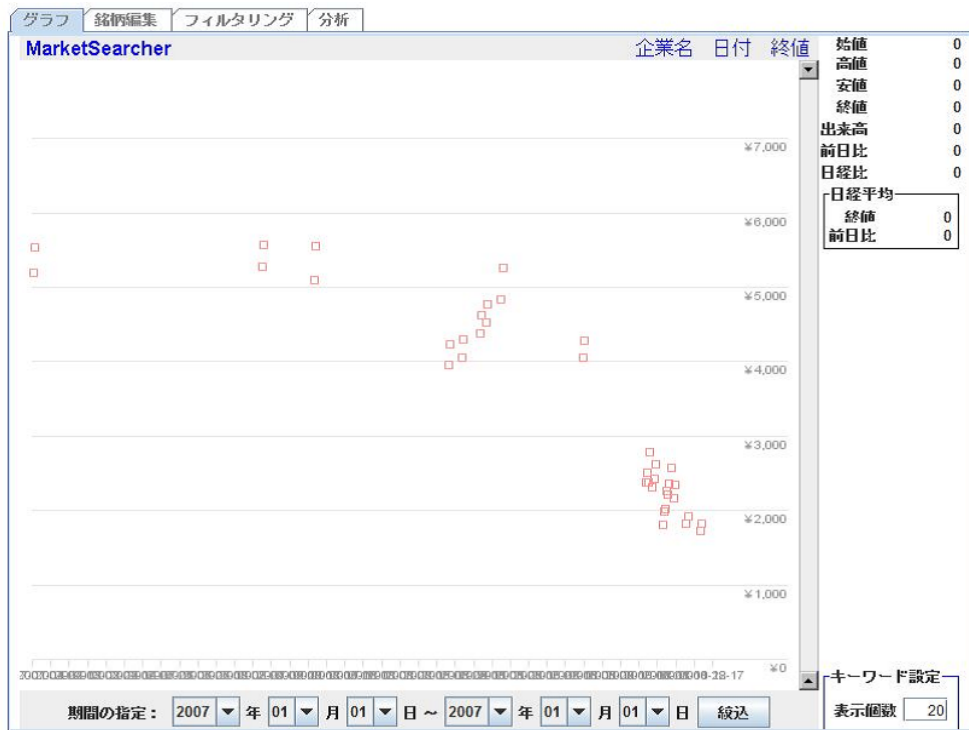 グラフ 銘柄編集 フィルタリング 分析
MarketSearcher 企業名 日付 終値
始値 0
高値 0
安値 0
終値 0
出来高 0
前日比 0
日経比 0
日経平均
終値 0
前日比 0
¥7,000
¥6,000
¥5,000
¥4,000
¥3,000
¥2,000
¥1,000
¥0
キーワード設定
表示個数 20
期間の指定： 2007 年 01 月 01 日 ～ 2007 年 01 月 01 日 絞込